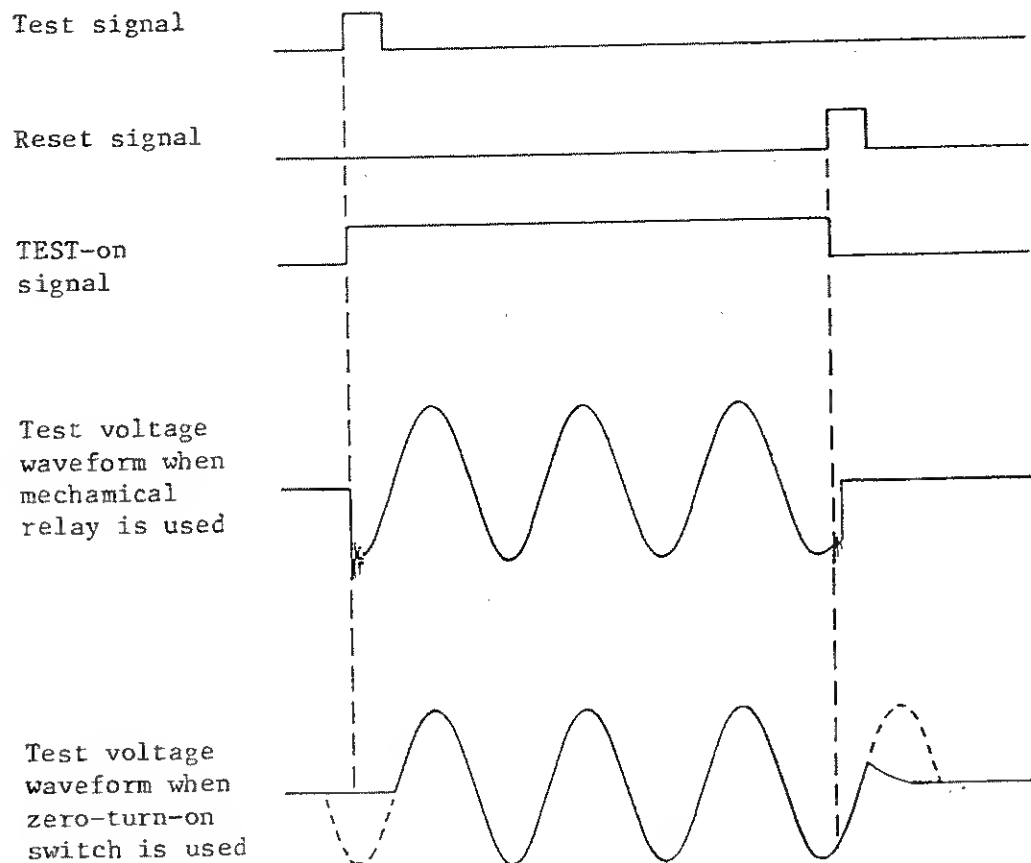 Test signal
Reset signal
TEST-on
signal
Test voltage
waveform when
mechamical
relay is used
Test voltage
waveform when
zero-turn-on
switch is used